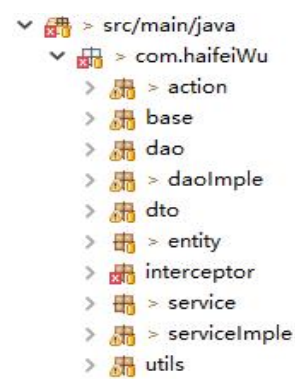 > src/main/java
> com.haifeiWu
> action
base
dao
> daoImple
dto
> entity
interceptor
> service
> serviceImple
utils